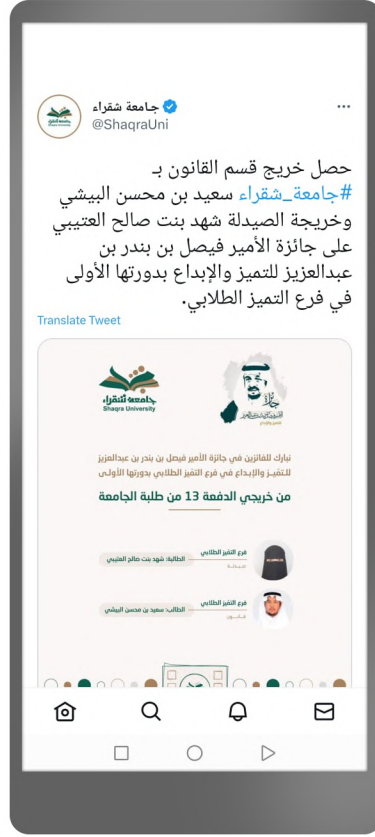 جامعة شقراء
@ShaqraUni
حصل خريج قسم القانون بـ
#جامعة_شقراء سعيد بن محسن البيشي
وخريجة الصيدلة شهد بنت صالح العتيبي
على جائزة الأمير فيصل بن بندر بن
عبدالعزيز للتميز والإبداع بدورتها الأولى
في فرع التميز الطلابي.
Translate Tweet
جامعة شقراء
Shaqra University
نبارك للفائزين في جائزة الأمير فيصل بن بندر بن عبدالعزيز
للتميز والإبداع في فرع التميز الطلابي بدورتها الأولى
من خريجي الدفعة 13 من طلبة الجامعة
فرع التميز الطلابي
صيدلة
الطالبة: شهد بنت صالح العتيبي
فرع التميز الطلابي
قانون
الطالب: سعيد بن محسن البيشي